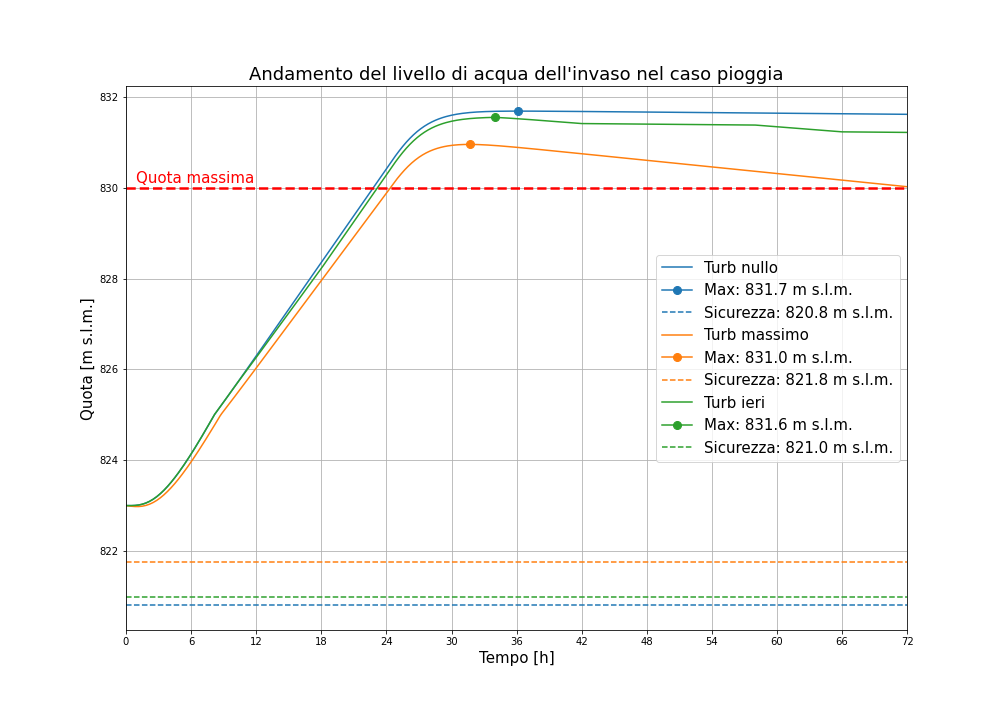 Andamento del livello di acqua dell'invaso nel caso pioggia
832
830
828
826
824
822
Quota [m s.l.m.]
Quota massima
Turb nullo
Max: 831.7 m s.l.m.
Sicurezza: 820.8 m s.l.m.
Turb massimo
Max: 831.0 m s.l.m.
Sicurezza: 821.8 m s.l.m.
Turb ieri
Max: 831.6 m s.l.m.
Sicurezza: 821.0 m s.l.m.
0 6 12 18 24 30 36 42 48 54 60 66 72
Tempo [h]